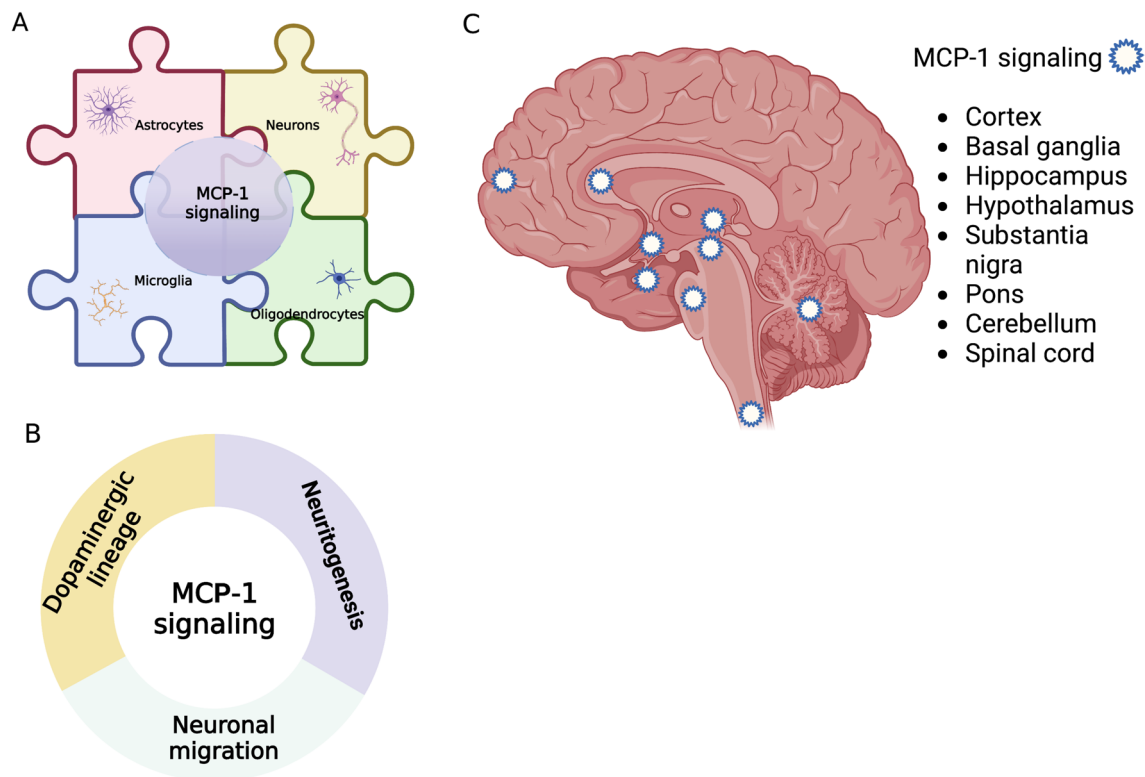 A
Astrocytes
Neurons
MCP-1
signaling
Microglia
Oligodendrocytes
B
Dopaminergic
lineage
Neuritogenesis
MCP-1
signaling
Neuronal
migration
C
MCP-1 signaling
• Cortex
• Basal ganglia
• Hippocampus
• Hypothalamus
• Substantia
nigra
• Pons
• Cerebellum
• Spinal cord